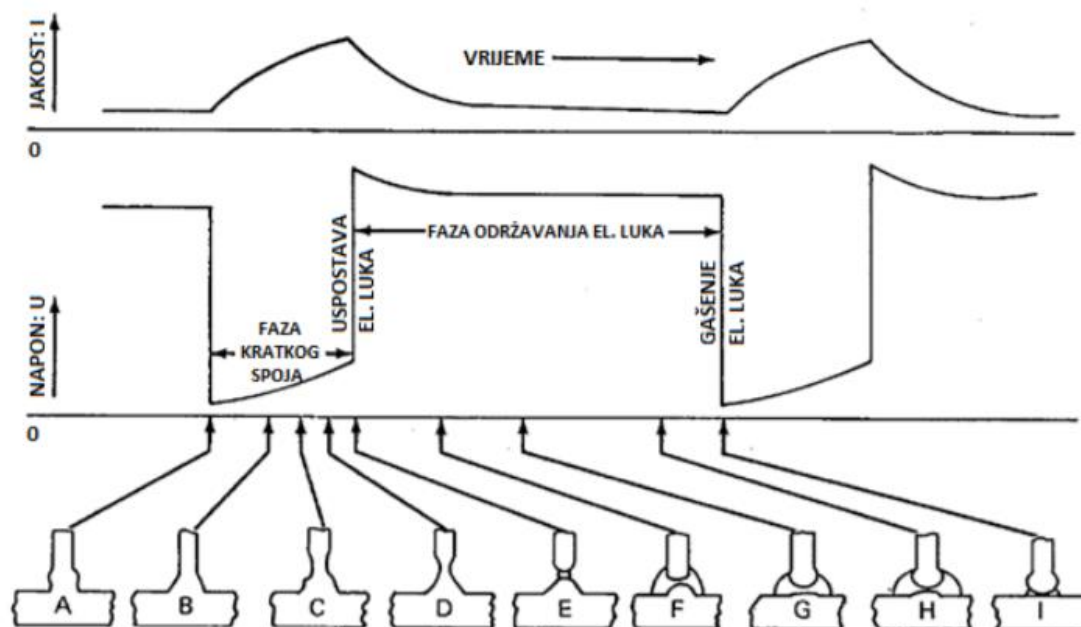 JAKOST: I
VRIJEME
0
NAPON: U
FAZA
KRATKOG
SPOJA
USPOSTAVA
EL. LUKA
FAZA ODRŽAVANJA EL. LUKA
GAŠENJE
EL. LUKA
0
A B C D E F G H I